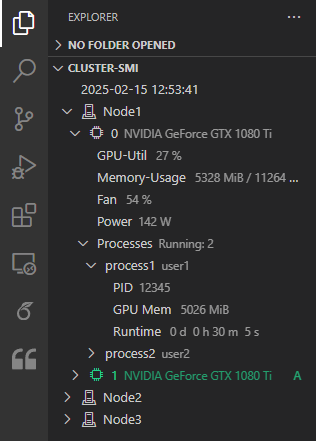 EXPLORER
NO FOLDER OPENED
CLUSTER-SMI
2025-02-15 12:53:41
Node1
0 NVIDIA GeForce GTX 1080 Ti
GPU-Util 27 %
Memory-Usage 5328 MiB / 11264 ...
Fan 54 %
Power 142 W
Processes Running: 2
process1 user1
PID 12345
GPU Mem 5026 MiB
Runtime 0 d 0 h 30 m 5 s
process2 user2
1 NVIDIA GeForce GTX 1080 Ti A
Node2
Node3